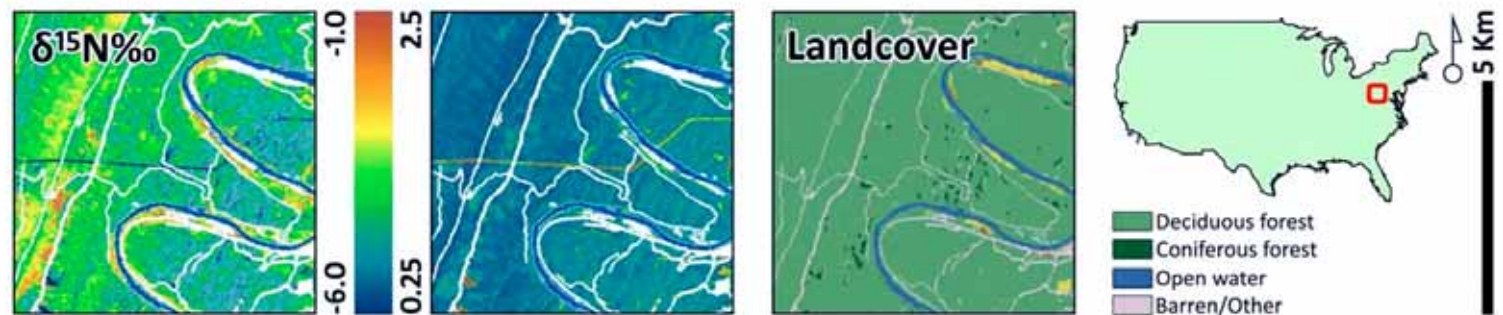 δ¹⁵N‰
-1.0
-6.0
2.5
0.25
Landcover
Deciduous forest
Coniferous forest
Open water
Barren/Other
5 Km